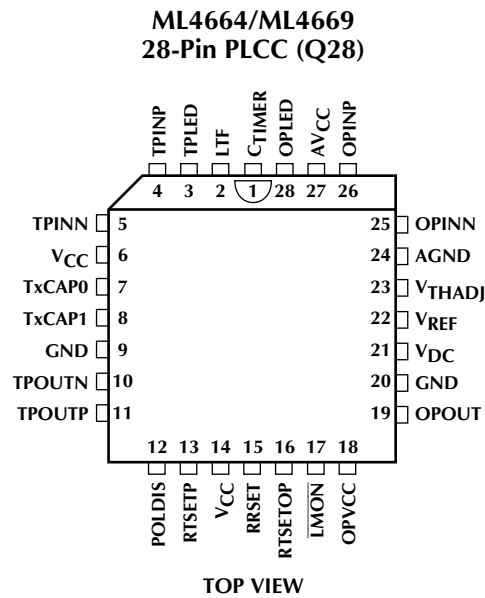 ML4664/ML4669
28-Pin PLCC (Q28)
TPINP
TPLED
LTF
CTIMER
OPLED
AVCC
OPINP
4 3 2 1 28 27 26
TPINN 5
VCC 6
TxCAP0 7
TxCAP1 8
GND 9
TPOUTN 10
TPOUTP 11
25 OPINN
24 AGND
23 VTHADJ
22 VREF
21 VDC
20 GND
19 OPOUT
12 13 14 15 16 17 18
POLDIS
RTSETP
VCC
RRSET
RTSETOP
LMON
OPVCC
TOP VIEW